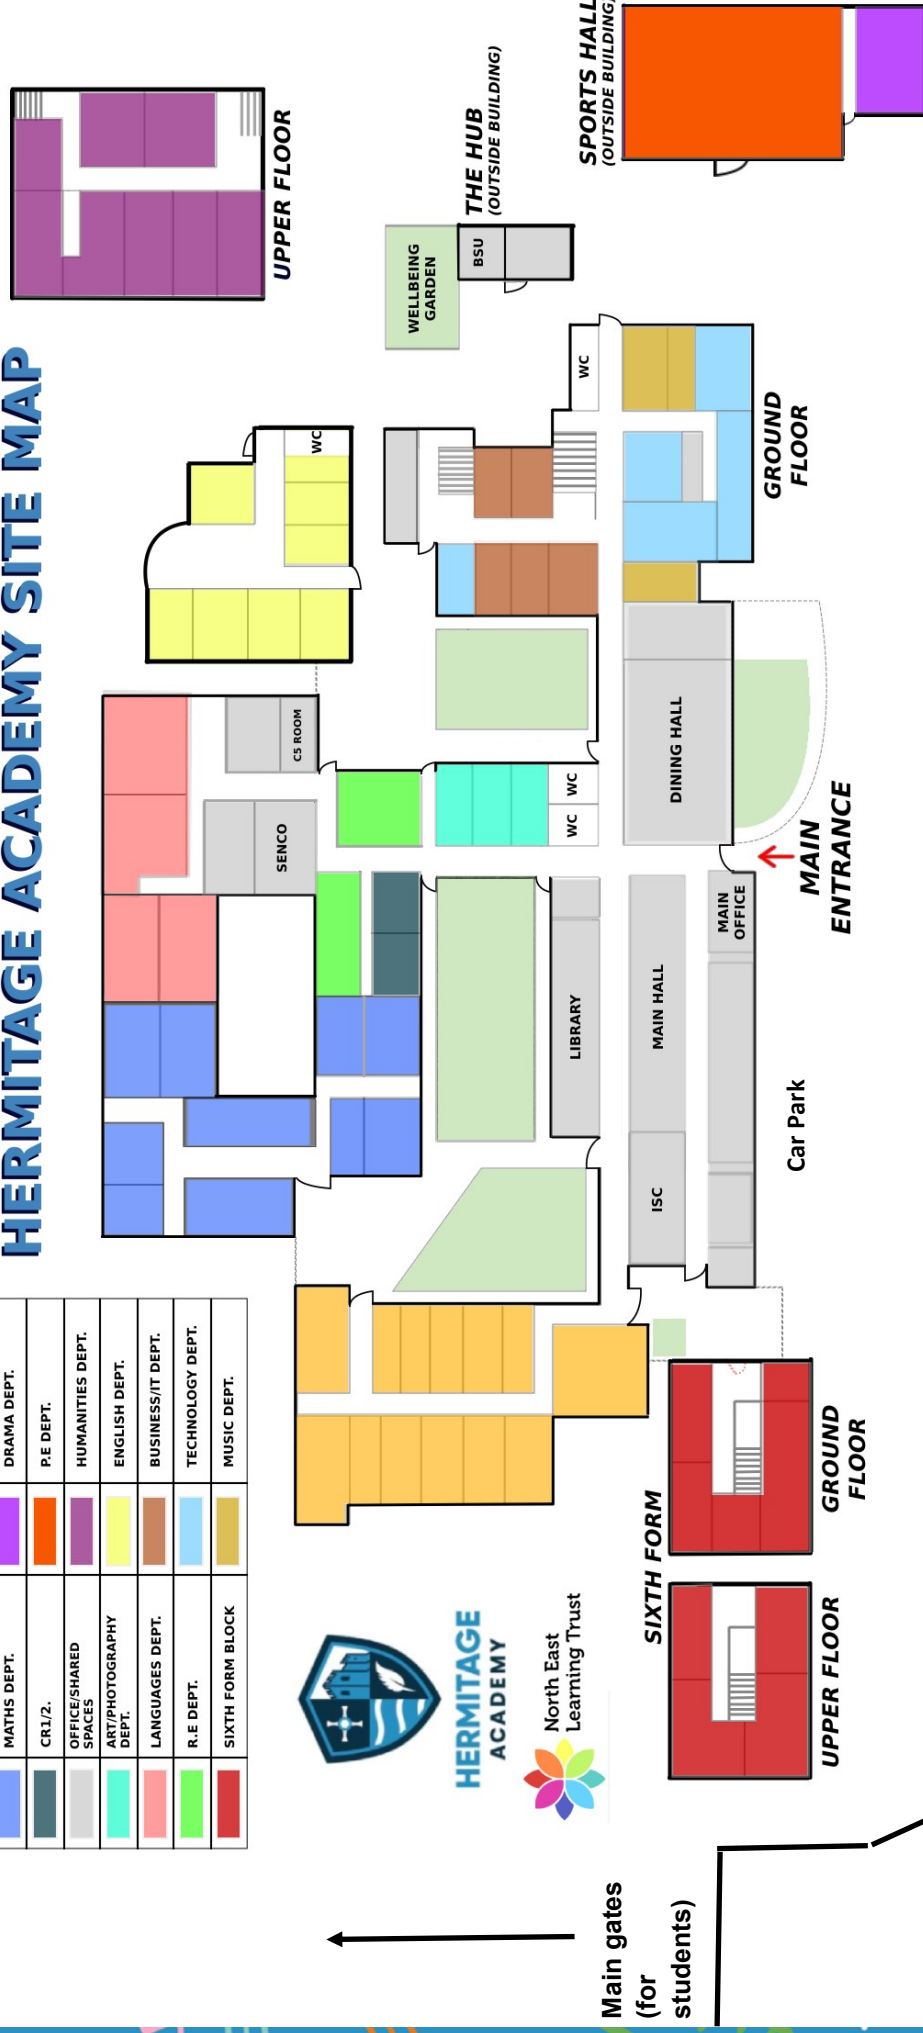 HERMITAGE ACADEMY SITE MAP
MATHS DEPT.
DRAMA DEPT.
CR1/2.
P.E DEPT.
OFFICE/SHARED
SPACES
HUMANITIES DEPT.
ART/PHOTOGRAPHY
DEPT.
ENGLISH DEPT.
LANGUAGES DEPT.
BUSINESS/IT DEPT.
R.E DEPT.
TECHNOLOGY DEPT.
SIXTH FORM BLOCK
MUSIC DEPT.
UPPER FLOOR
WELLBEING
GARDEN
BSU
THE HUB
(OUTSIDE BUILDING)
SPORTS HALL
(OUTSIDE BUILDING)
WC
WC
C5 ROOM
SENCO
WC
WC
GROUND
FLOOR
DINING HALL
LIBRARY
MAIN HALL
MAIN
OFFICE
ISC
MAIN
ENTRANCE
Car Park
HERMITAGE
ACADEMY
North East
Learning Trust
SIXTH FORM
GROUND
FLOOR
UPPER FLOOR
Main gates
(for
students)